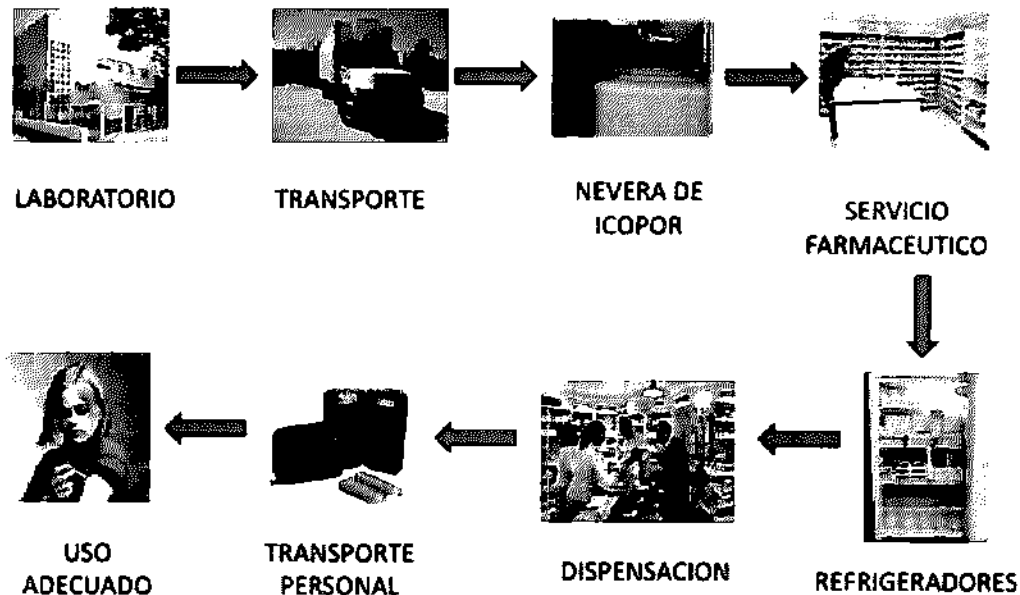 LABORATORIO
TRANSPORTE
NEVERA DE
ICOPOR
SERVICIO
FARMACEUTICO
REFRIGERADORES
DISPENSACION
TRANSPORTE
PERSONAL
USO
ADECUADO